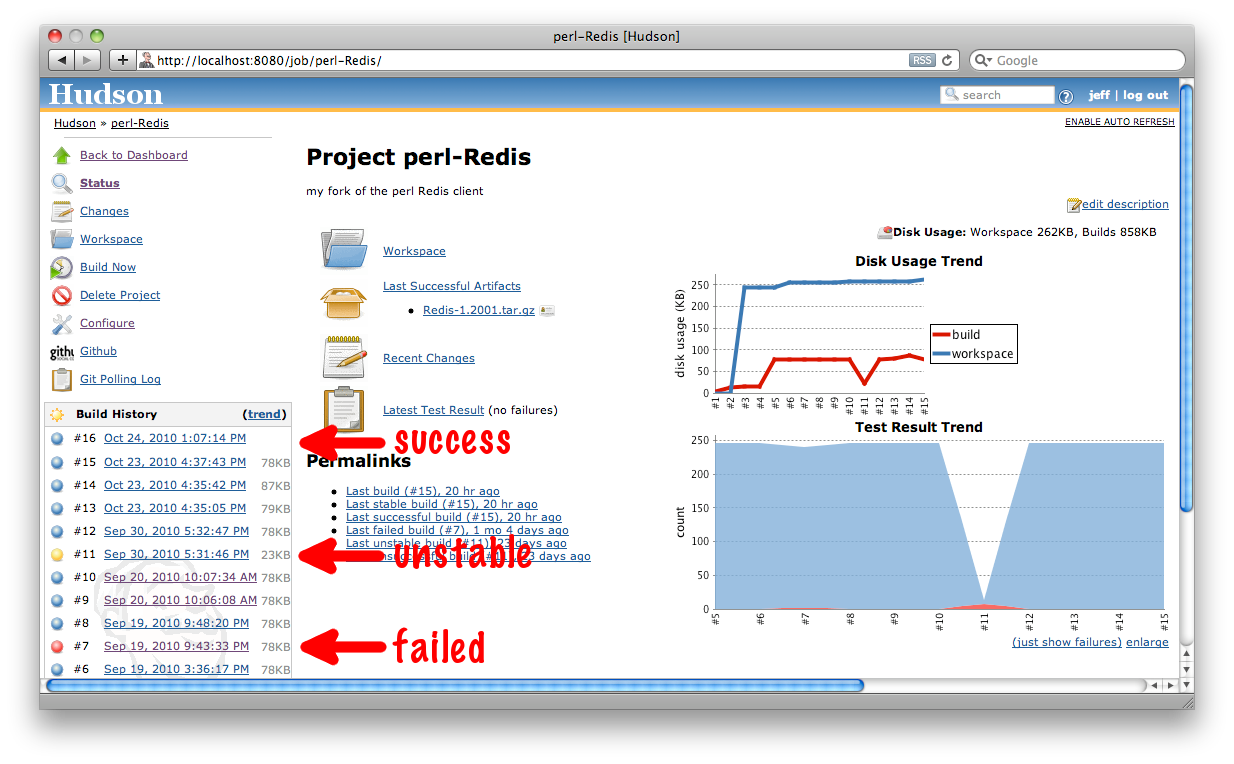 perl-Redis [Hudson]
http://localhost:8080/job/perl-Redis/
RSS
Google
Hudson
search
jeff | log out
Hudson » perl-Redis
ENABLE AUTO REFRESH
Back to Dashboard
Status
Changes
Workspace
Build Now
Delete Project
Configure
Github
Git Polling Log
Build History (trend)
#16 Oct 24, 2010 1:07:14 PM
#15 Oct 23, 2010 4:37:43 PM 78KB
#14 Oct 23, 2010 4:35:42 PM 87KB
#13 Oct 23, 2010 4:35:05 PM 79KB
#12 Sep 30, 2010 5:32:47 PM 78KB
#11 Sep 30, 2010 5:31:46 PM 23KB
#10 Sep 20, 2010 10:07:34 AM 78KB
#9 Sep 20, 2010 10:06:08 AM 78KB
#8 Sep 19, 2010 9:48:20 PM 78KB
#7 Sep 19, 2010 9:43:33 PM 78KB
#6 Sep 19, 2010 3:36:17 PM 78KB
success
unstable
failed
Project perl-Redis
my fork of the perl Redis client
edit description
Workspace
Last Successful Artifacts
Redis-1.2001.tar.gz
Recent Changes
Latest Test Result (no failures)
Permalinks
Last build (#15), 20 hr ago
Last stable build (#15), 20 hr ago
Last successful build (#15), 20 hr ago
Last failed build (#7), 1 mo 4 days ago
Last unstable build (#11), 23 days ago
days ago
Disk Usage: Workspace 262KB, Builds 858KB
Disk Usage Trend
disk usage (KB)
250
200
150
100
50
0
#1 #2 #3 #4 #5 #6 #7 #8 #9 #10 #11 #12 #13 #14 #15
build
workspace
Test Result Trend
count
250
200
150
100
50
0
#5 #6 #7 #8 #9 #10 #11 #12 #13 #14 #15
(just show failures) enlarge